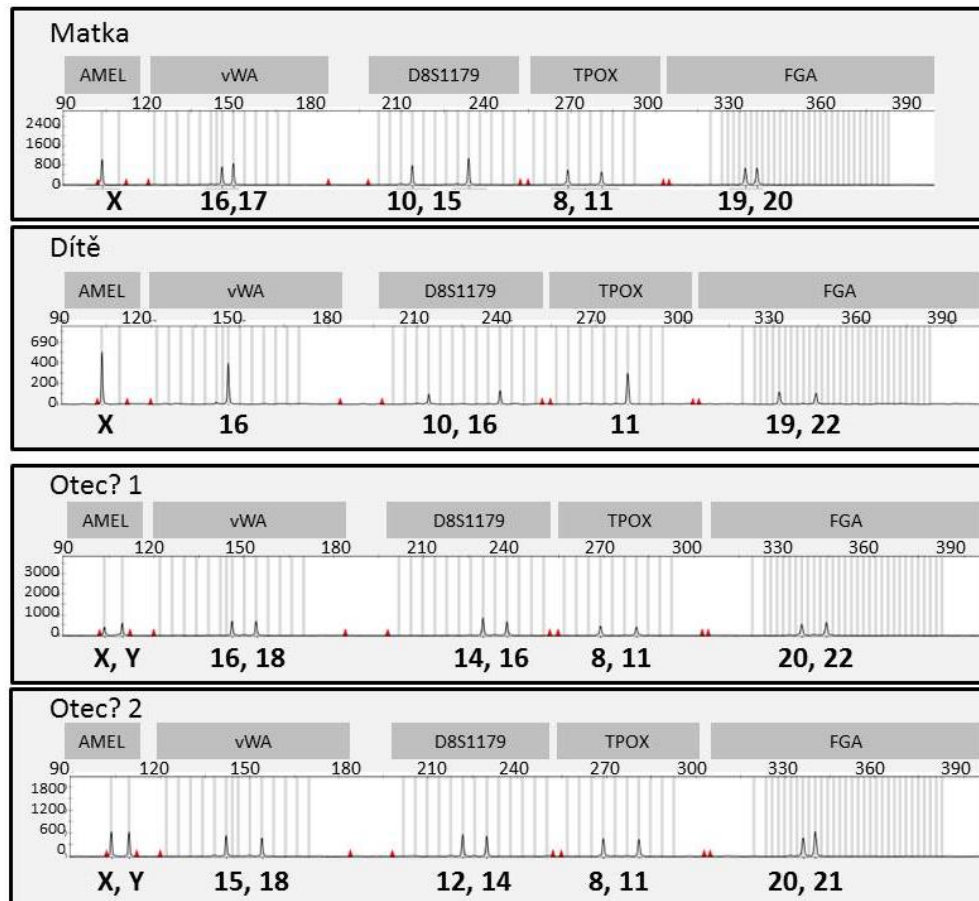 Matka
AMEL vWA D8S1179 TPOX FGA
90 120 150 180 210 240 270 300 330 360 390
2400
1600
800
0
X 16,17 10, 15 8, 11 19, 20
Dítě
AMEL vWA D8S1179 TPOX FGA
90 120 150 180 210 240 270 300 330 360 390
690
400
200
0
X 16 10, 16 11 19, 22
Otec? 1
AMEL vWA D8S1179 TPOX FGA
90 120 150 180 210 240 270 300 330 360 390
3000
2000
1000
0
X, Y 16, 18 14, 16 8, 11 20, 22
Otec? 2
AMEL vWA D8S1179 TPOX FGA
90 120 150 180 210 240 270 300 330 360 390
1800
1200
600
0
X, Y 15, 18 12, 14 8, 11 20, 21